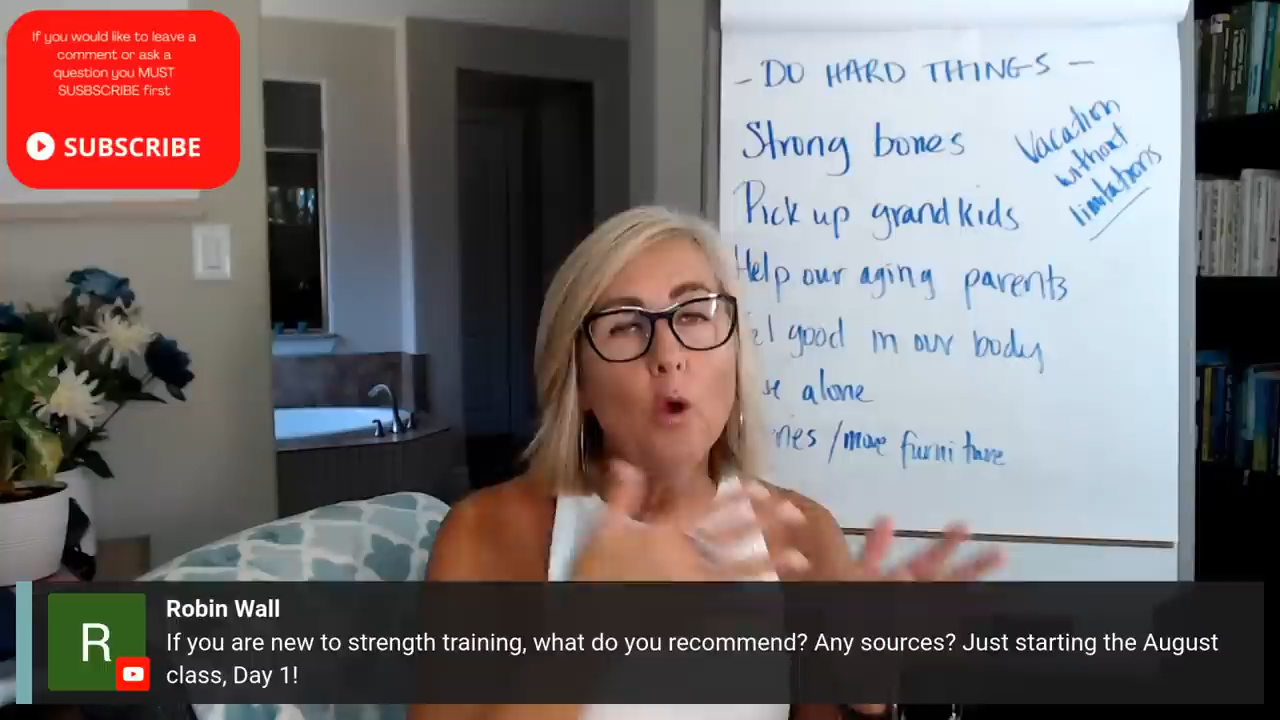 If you would like to leave a
comment or ask a
question you MUST
SUSBSCRIBE first
SUBSCRIBE
- DO HARD THINGS -
Strong bones
Vacation
without
limitations
Pick up grandkids
Help our aging parents
good in our body
alone
/move furniture
R
Robin Wall
If you are new to strength training, what do you recommend? Any sources? Just starting the August
class, Day 1!